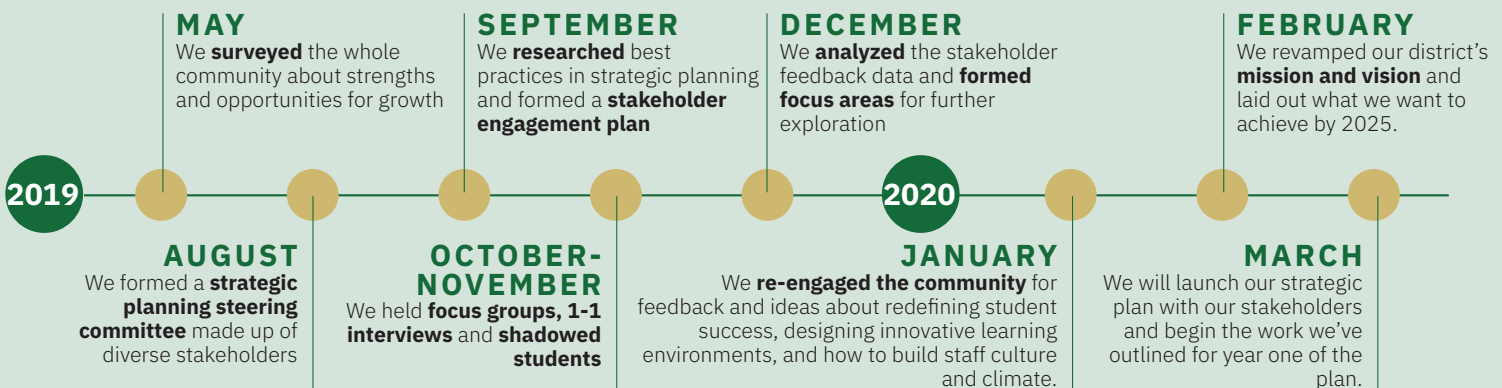 2019
MAY
We surveyed the whole
community about strengths
and opportunities for growth
AUGUST
We formed a strategic
planning steering
committee made up of
diverse stakeholders
SEPTEMBER
We researched best
practices in strategic planning
and formed a stakeholder
engagement plan
OCTOBER-
NOVEMBER
We held focus groups, 1-1
interviews and shadowed
students
DECEMBER
We analyzed the stakeholder
feedback data and formed
focus areas for further
exploration
2020
JANUARY
We re-engaged the community for
feedback and ideas about redefining student
success, designing innovative learning
environments, and how to build staff culture
and climate.
FEBRUARY
We revamped our district's
mission and vision and
laid out what we want to
achieve by 2025.
MARCH
We will launch our strategic
plan with our stakeholders
and begin the work we've
outlined for year one of the
plan.